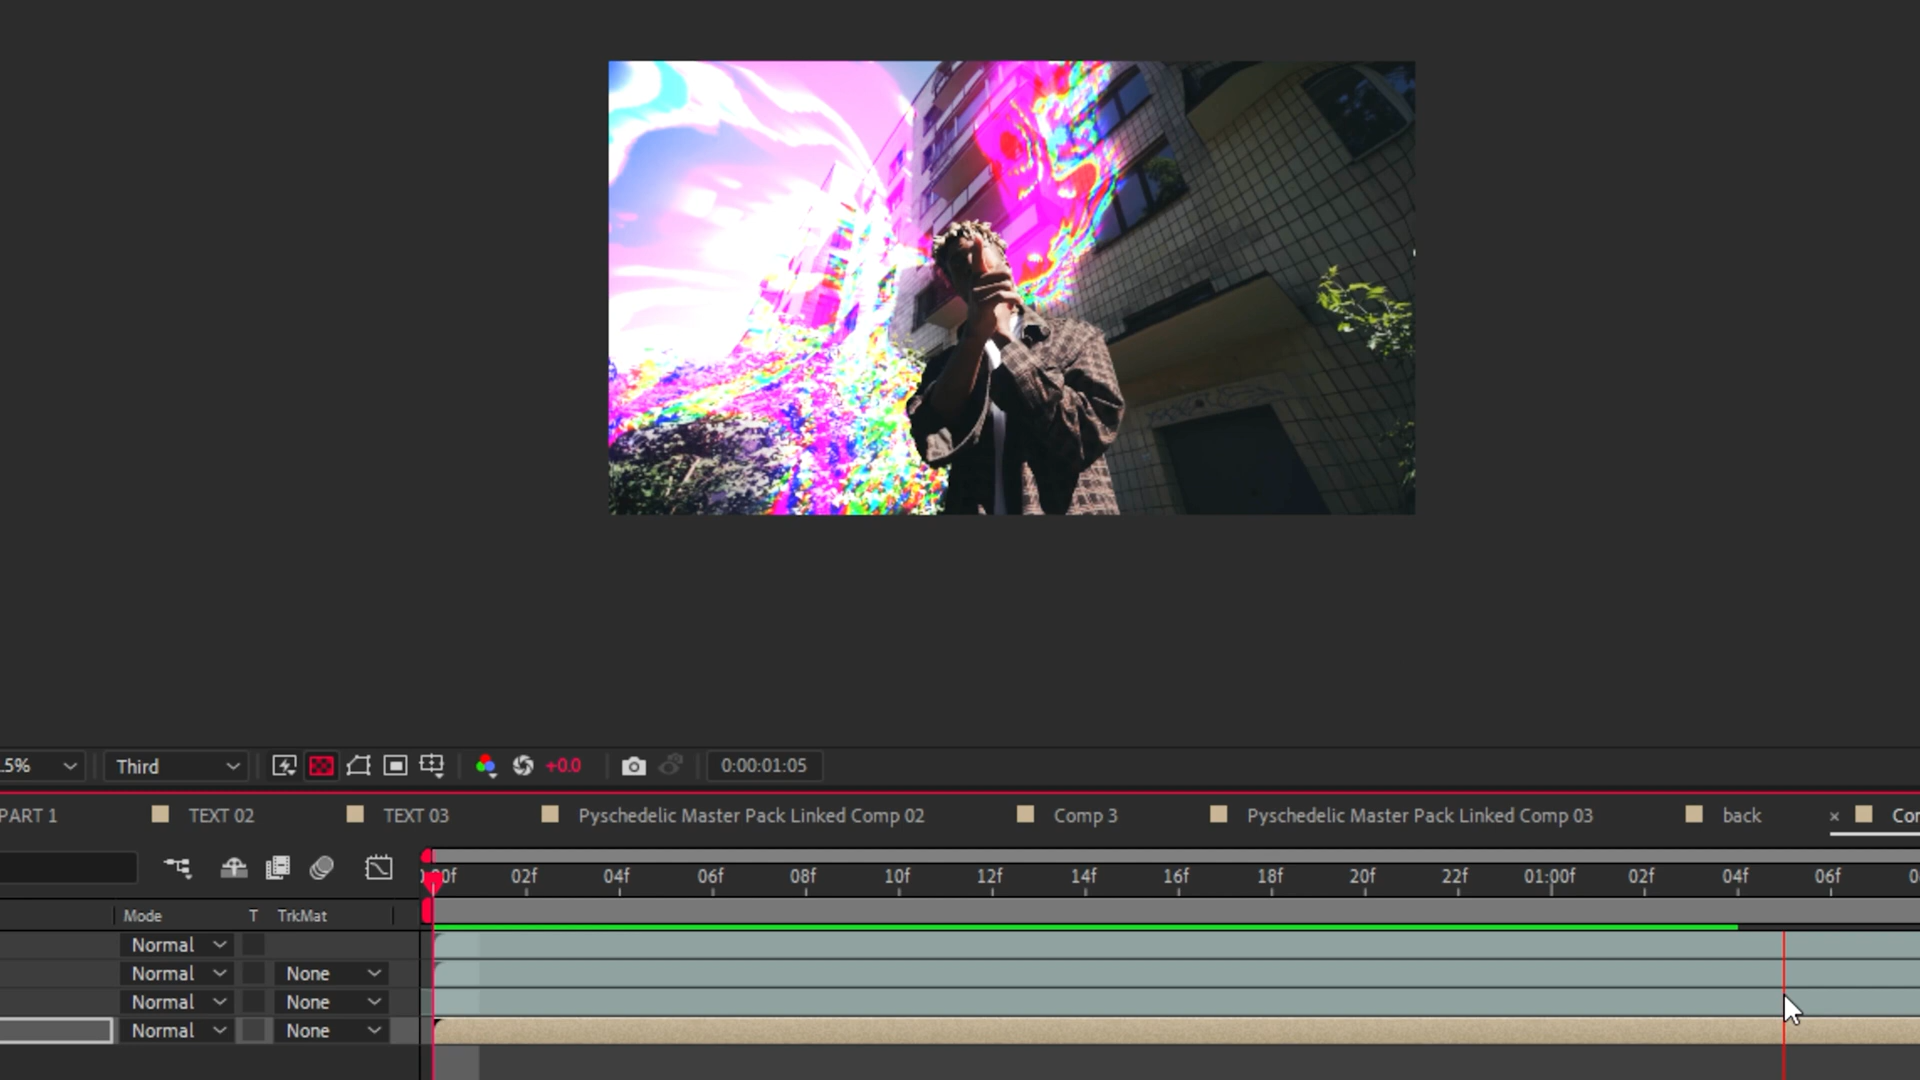 .5%
Third
+0.0
0:00:01:05
PART 1
TEXT 02
TEXT 03
Pyschedelic Master Pack Linked Comp 02
Comp 3
Pyschedelic Master Pack Linked Comp 03
back
×
Cor
00f 02f 04f 06f 08f 10f 12f 14f 16f 18f 20f 22f 01:00f 02f 04f 06f
Mode T TrkMat
Normal
Normal None
Normal None
Normal None